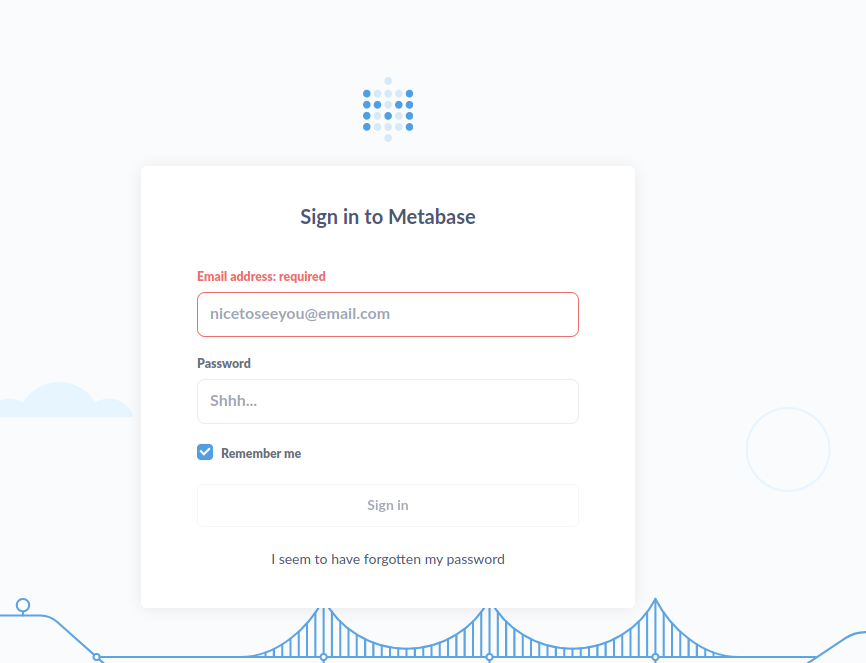 Sign in to Metabase
Email address: required
nicetoseeyou@email.com
Password
Shhh...
Remember me
Sign in
I seem to have forgotten my password